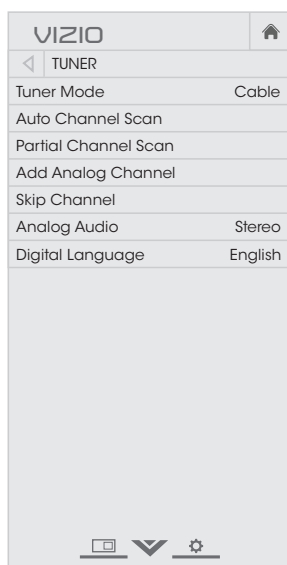 VIZIO
TUNER
Tuner Mode Cable
Auto Channel Scan
Partial Channel Scan
Add Analog Channel
Skip Channel
Analog Audio Stereo
Digital Language English